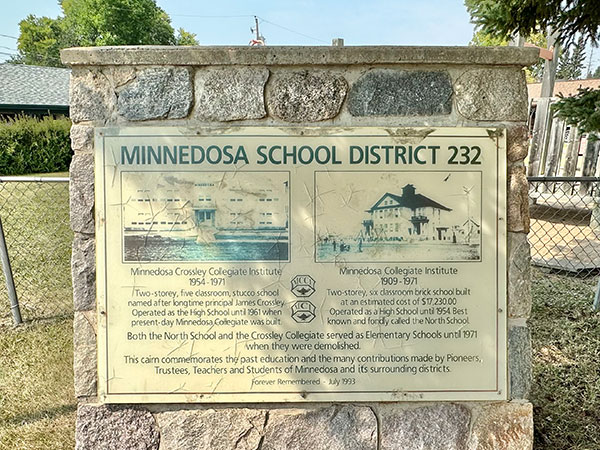 MINNEDOSA SCHOOL DISTRICT 232
Minnedosa Crossley Collegiate Institute
1954 - 1971
Two-storey, five classroom, stucco school
named after longtime principal James Crossley.
Operated as the High School until 1961 when
present-day Minnedosa Collegiate was built.
Minnedosa Collegiate Institute
1909 - 1971
Two-storey, six classroom brick school built
at an estimated cost of $17,230.00
Operated as a High School until 1954. Best
known and fondly called the North School.
Both the North School and the Crossley Collegiate served as Elementary Schools until 1971
when they were demolished.
This cairn commemorates the past education and the many contributions made by Pioneers,
Trustees, Teachers and Students of Minnedosa and its surrounding districts.
Forever Remembered - July 1993